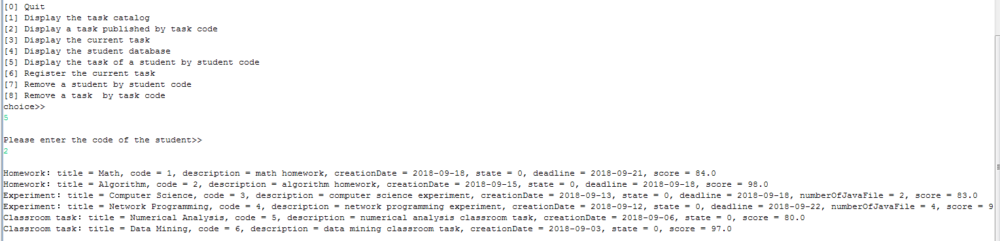 [0] Quit
[1] Display the task catalog
[2] Display a task published by task code
[3] Display the current task
[4] Display the student database
[5] Display the task of a student by student code
[6] Register the current task
[7] Remove a student by student code
[8] Remove a task  by task code
choice>>
5
Please enter the code of the student>>
2
Homework: title = Math, code = 1, description = math homework, creationDate = 2018-09-18, state = 0, deadline = 2018-09-21, score = 84.0
Homework: title = Algorithm, code = 2, description = algorithm homework, creationDate = 2018-09-15, state = 0, deadline = 2018-09-18, score = 98.0
Experiment: title = Computer Science, code = 3, description = computer science experiment, creationDate = 2018-09-13, state = 0, deadline = 2018-09-18, numberOfJavaFile = 2, score = 83.0
Experiment: title = Network Programming, code = 4, description = network programming experiment, creationDate = 2018-09-12, state = 0, deadline = 2018-09-22, numberOfJavaFile = 4, score = 9
Classroom task: title = Numerical Analysis, code = 5, description = numerical analysis classroom task, creationDate = 2018-09-06, state = 0, score = 80.0
Classroom task: title = Data Mining, code = 6, description = data mining classroom task, creationDate = 2018-09-03, state = 0, score = 97.0